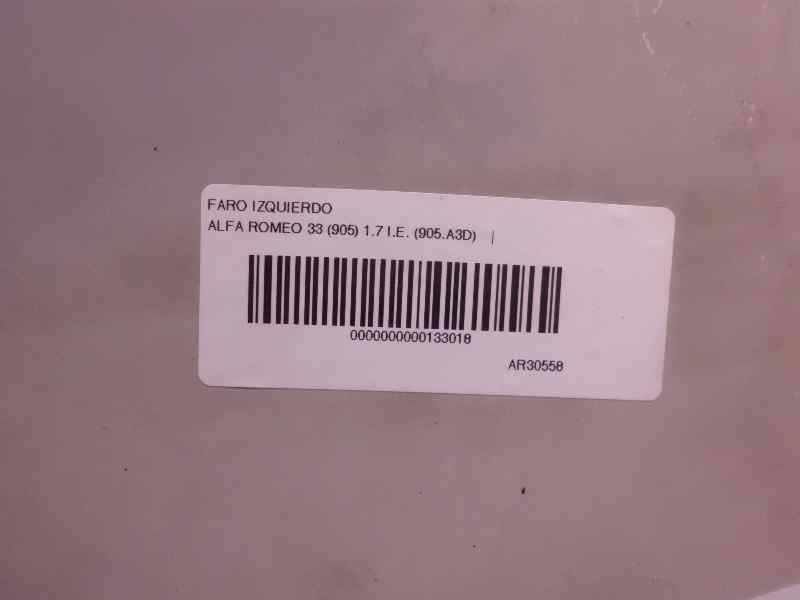 FARO IZQUIERDO
ALFA ROMEO 33 (905) 1.7 I.E. (905.A3D) |
0000000000133018
AR30558